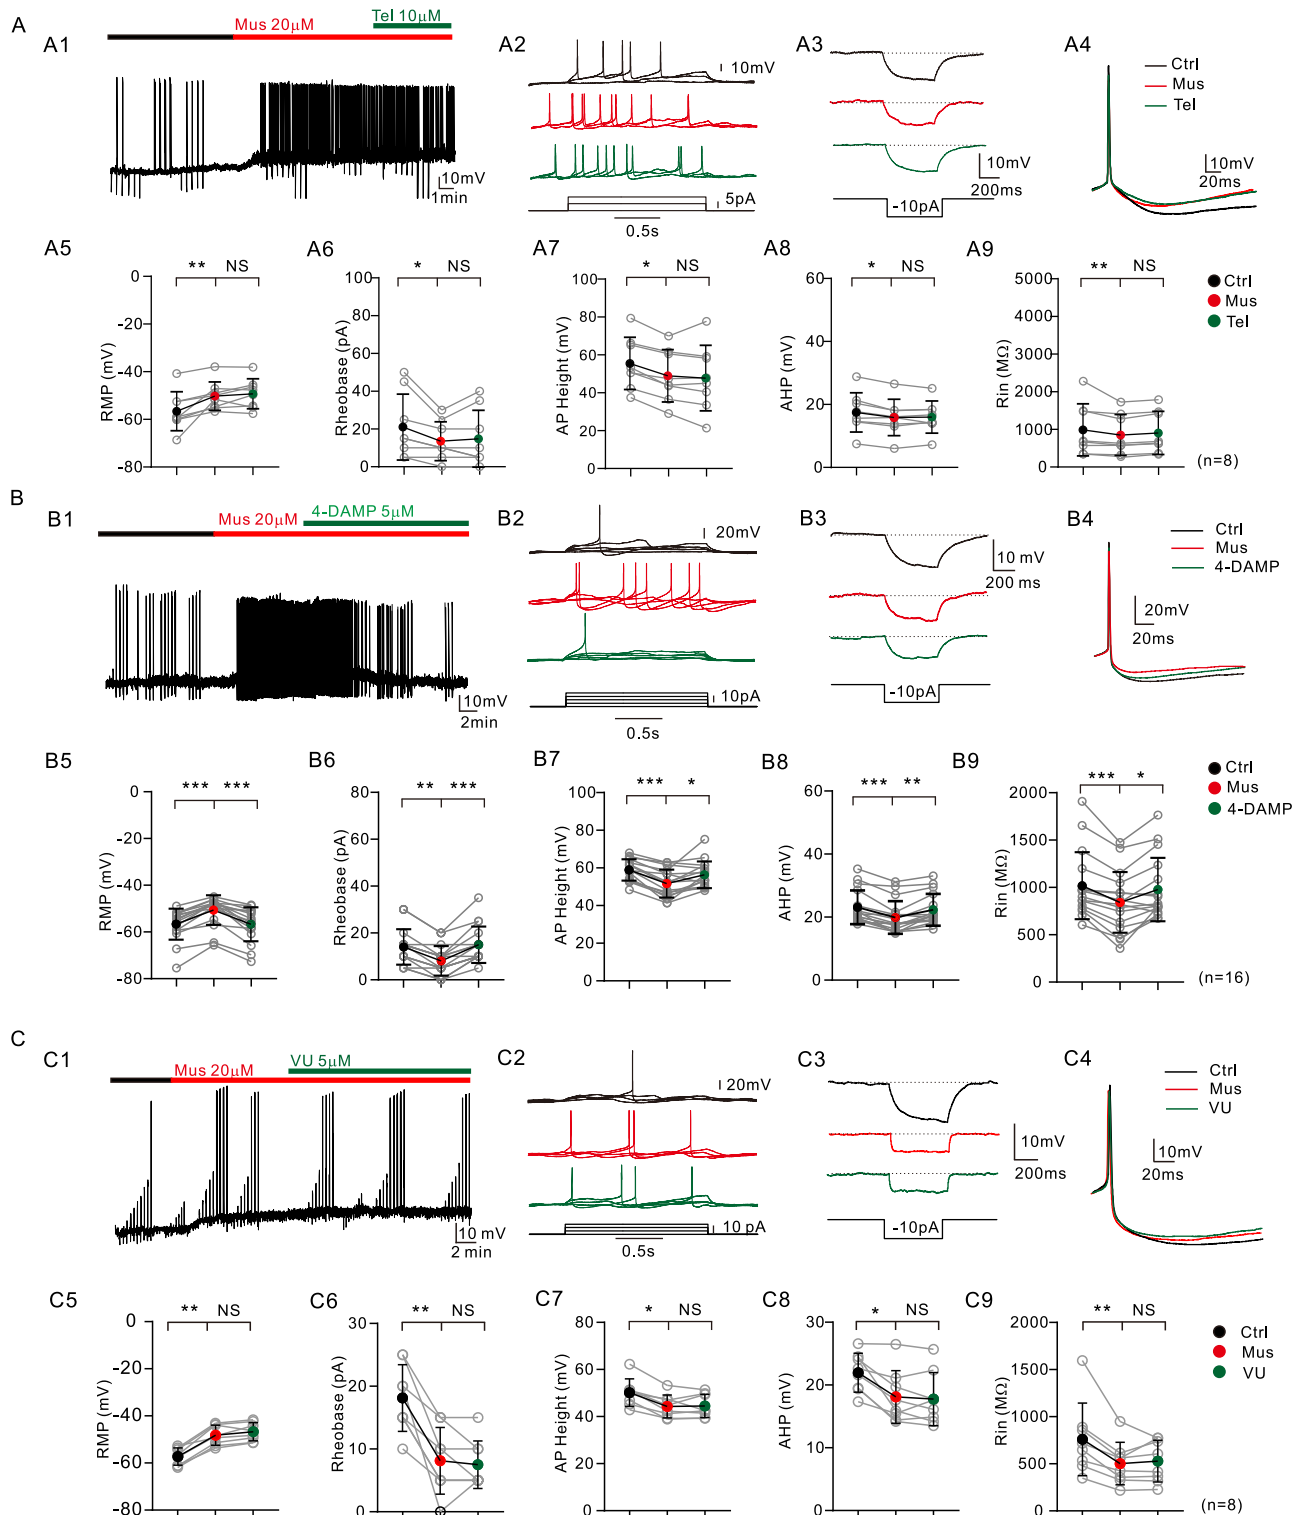 A
Mus 20µM
Tel 10µM
A1
10mV
1min
A2
10mV
5pA
0.5s
A3
10mV
200ms
-10pA
A4
Ctrl
Mus
Tel
10mV
20ms
A5
** NS
RMP (mV)
0
-20
-40
-60
-80
A6
* NS
Rheobase (pA)
100
80
60
40
20
0
A7
* NS
AP Height (mV)
100
80
60
40
20
0
A8
* NS
AHP (mV)
60
40
20
0
A9
** NS
Rin (MΩ)
5000
4000
3000
2000
1000
0
Ctrl
Mus
Tel
(n=8)
B
Mus 20µM
4-DAMP 5µM
B1
10mV
2min
B2
20mV
10pA
0.5s
B3
10 mV
200 ms
-10pA
B4
Ctrl
Mus
4-DAMP
20mV
20ms
B5
*** ***
RMP (mV)
0
-20
-40
-60
-80
B6
** ***
Rheobase (pA)
80
60
40
20
0
B7
*** *
AP Height (mV)
100
80
60
40
20
0
B8
*** **
AHP (mV)
60
40
20
0
B9
*** *
Rin (MΩ)
2000
1500
1000
500
0
Ctrl
Mus
4-DAMP
(n=16)
C
Mus 20µM
VU 5µM
C1
10 mV
2 min
C2
20mV
10 pA
0.5s
C3
10mV
200ms
-10pA
C4
Ctrl
Mus
VU
10mV
20ms
C5
** NS
RMP (mV)
0
-20
-40
-60
-80
C6
** NS
Rheobase (pA)
30
20
10
0
C7
* NS
AP Height (mV)
80
60
40
20
0
C8
* NS
AHP (mV)
30
20
10
0
C9
** NS
Rin (MΩ)
2000
1500
1000
500
0
Ctrl
Mus
VU
(n=8)